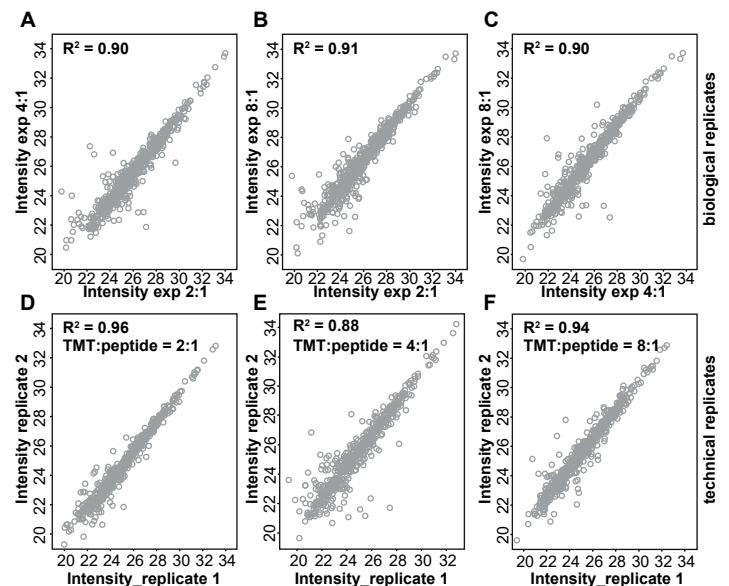 A
B
C
R² = 0.90
R² = 0.91
R² = 0.90
Intensity exp 4:1
Intensity exp 8:1
Intensity exp 8:1
biological replicates
20 22 24 26 28 30 34
20 22 24 26 28 30 34
20 22 24 26 28 30 34
20 22 24 26 28 30 32 34
20 22 24 26 28 30 32 34
20 22 24 26 28 30 32 34
Intensity exp 2:1
Intensity exp 2:1
Intensity exp 4:1
D
E
F
R² = 0.96
TMT:peptide = 2:1
R² = 0.88
TMT:peptide = 4:1
R² = 0.94
TMT:peptide = 8:1
Intensity replicate 2
Intensity replicate 2
Intensity replicate 2
technical replicates
20 22 24 26 28 30 32 34
20 22 24 26 28 30 32 34
20 22 24 26 28 30 32 34
20 22 24 26 28 30 32 34
20 22 24 26 28 30 32
20 22 24 26 28 30 32 34
Intensity_replicate 1
Intensity_replicate 1
Intensity_replicate 1